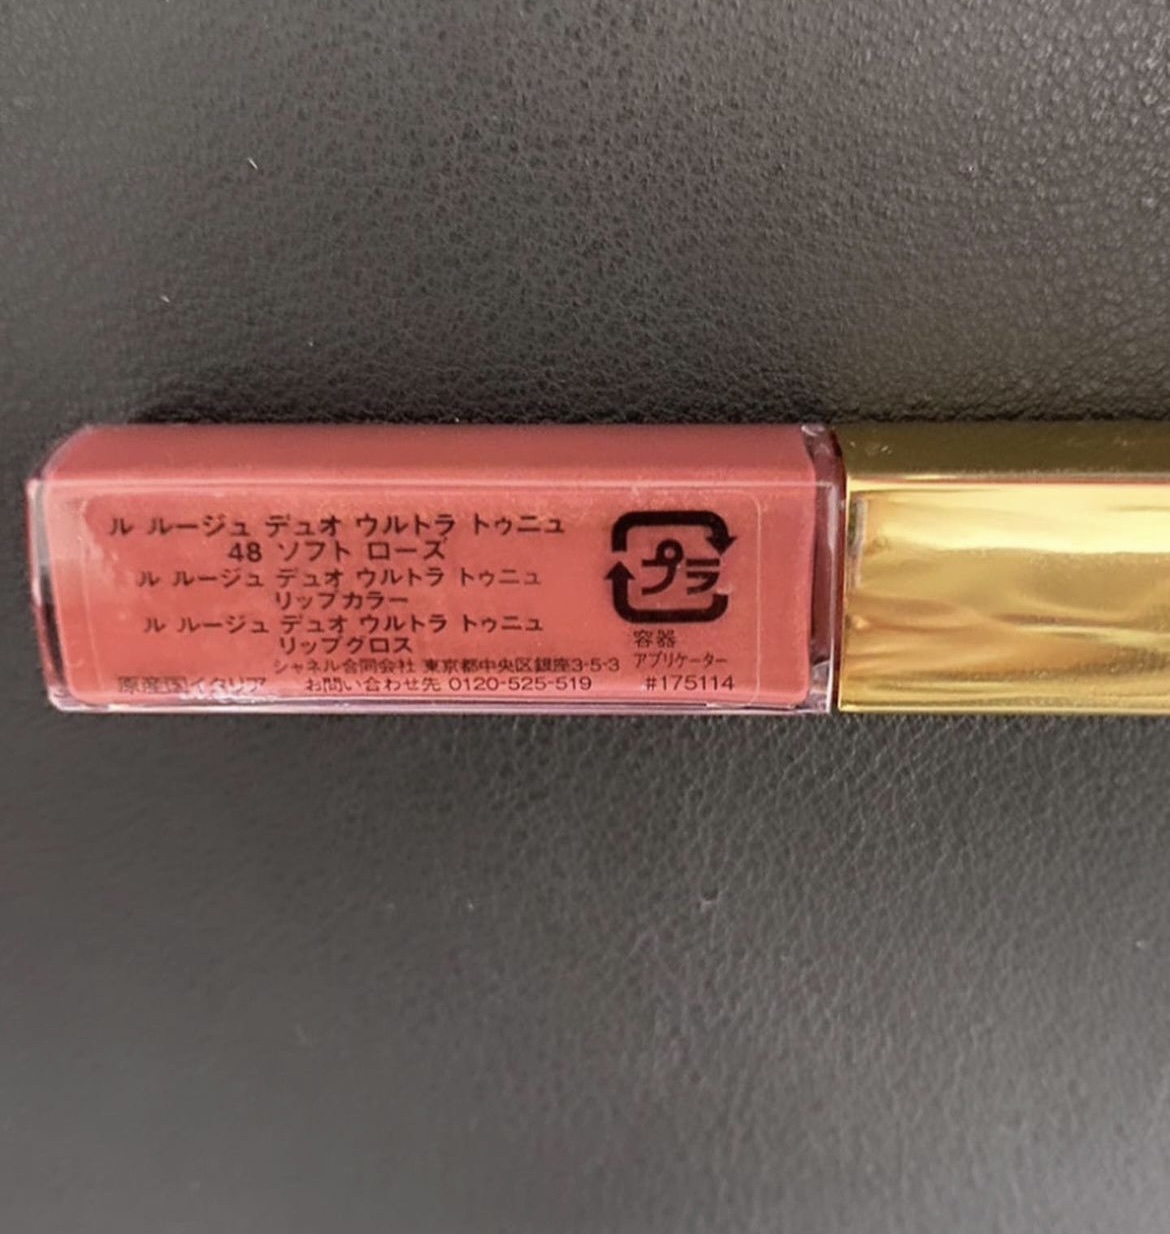 ル ルージュ デュオ ウルトラ トゥニュ
48 ソフト ローズ
ル ルージュ デュオ ウルトラ トゥニュ
リップカラー
ル ルージュ デュオ ウルトラ トゥニュ
リップグロス
シャネル合同会社 東京都中央区銀座3-5-3
原産国イタリア お問い合わせ先 0120-525-519
プラ
容器
アプリケーター
#175114